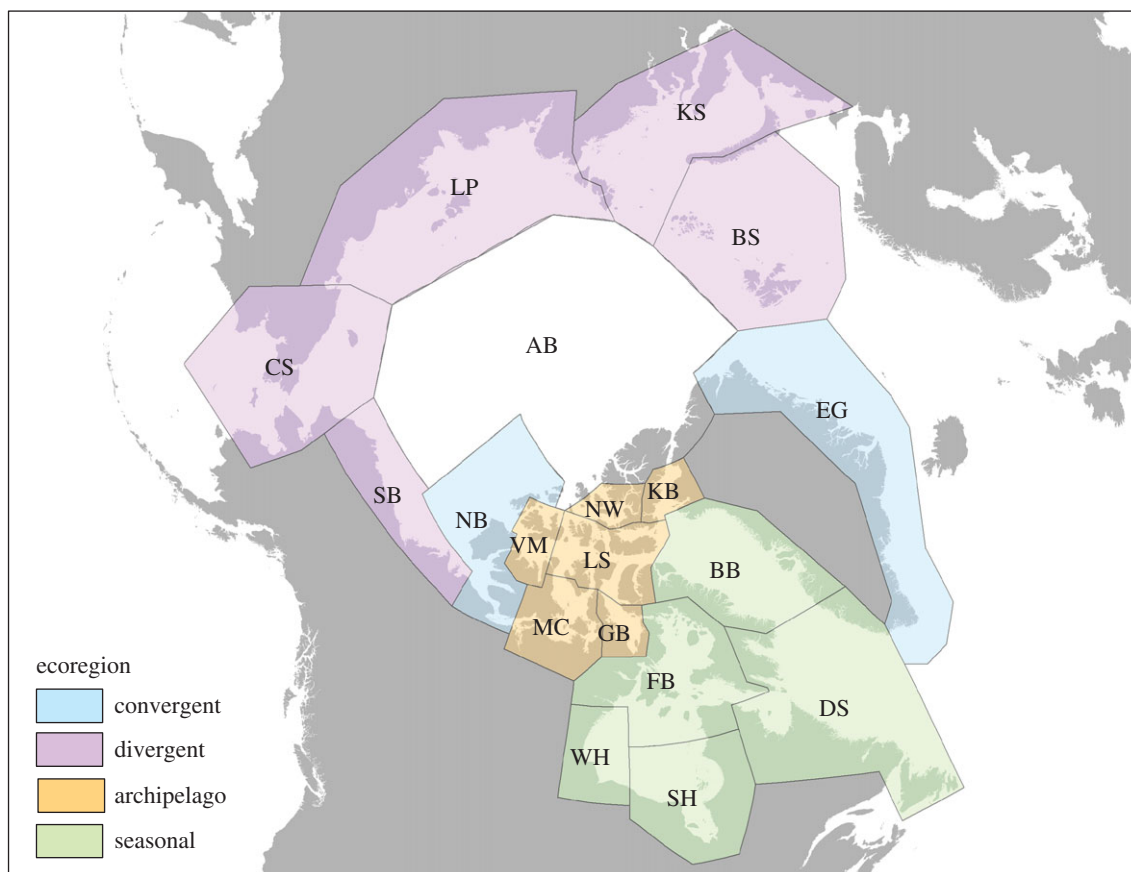 KS
LP
BS
AB
CS
EG
SB
NB
NW
KB
VM
LS
BB
MC
GB
FB
DS
WH
SH
ecoregion
convergent
divergent
archipelago
seasonal